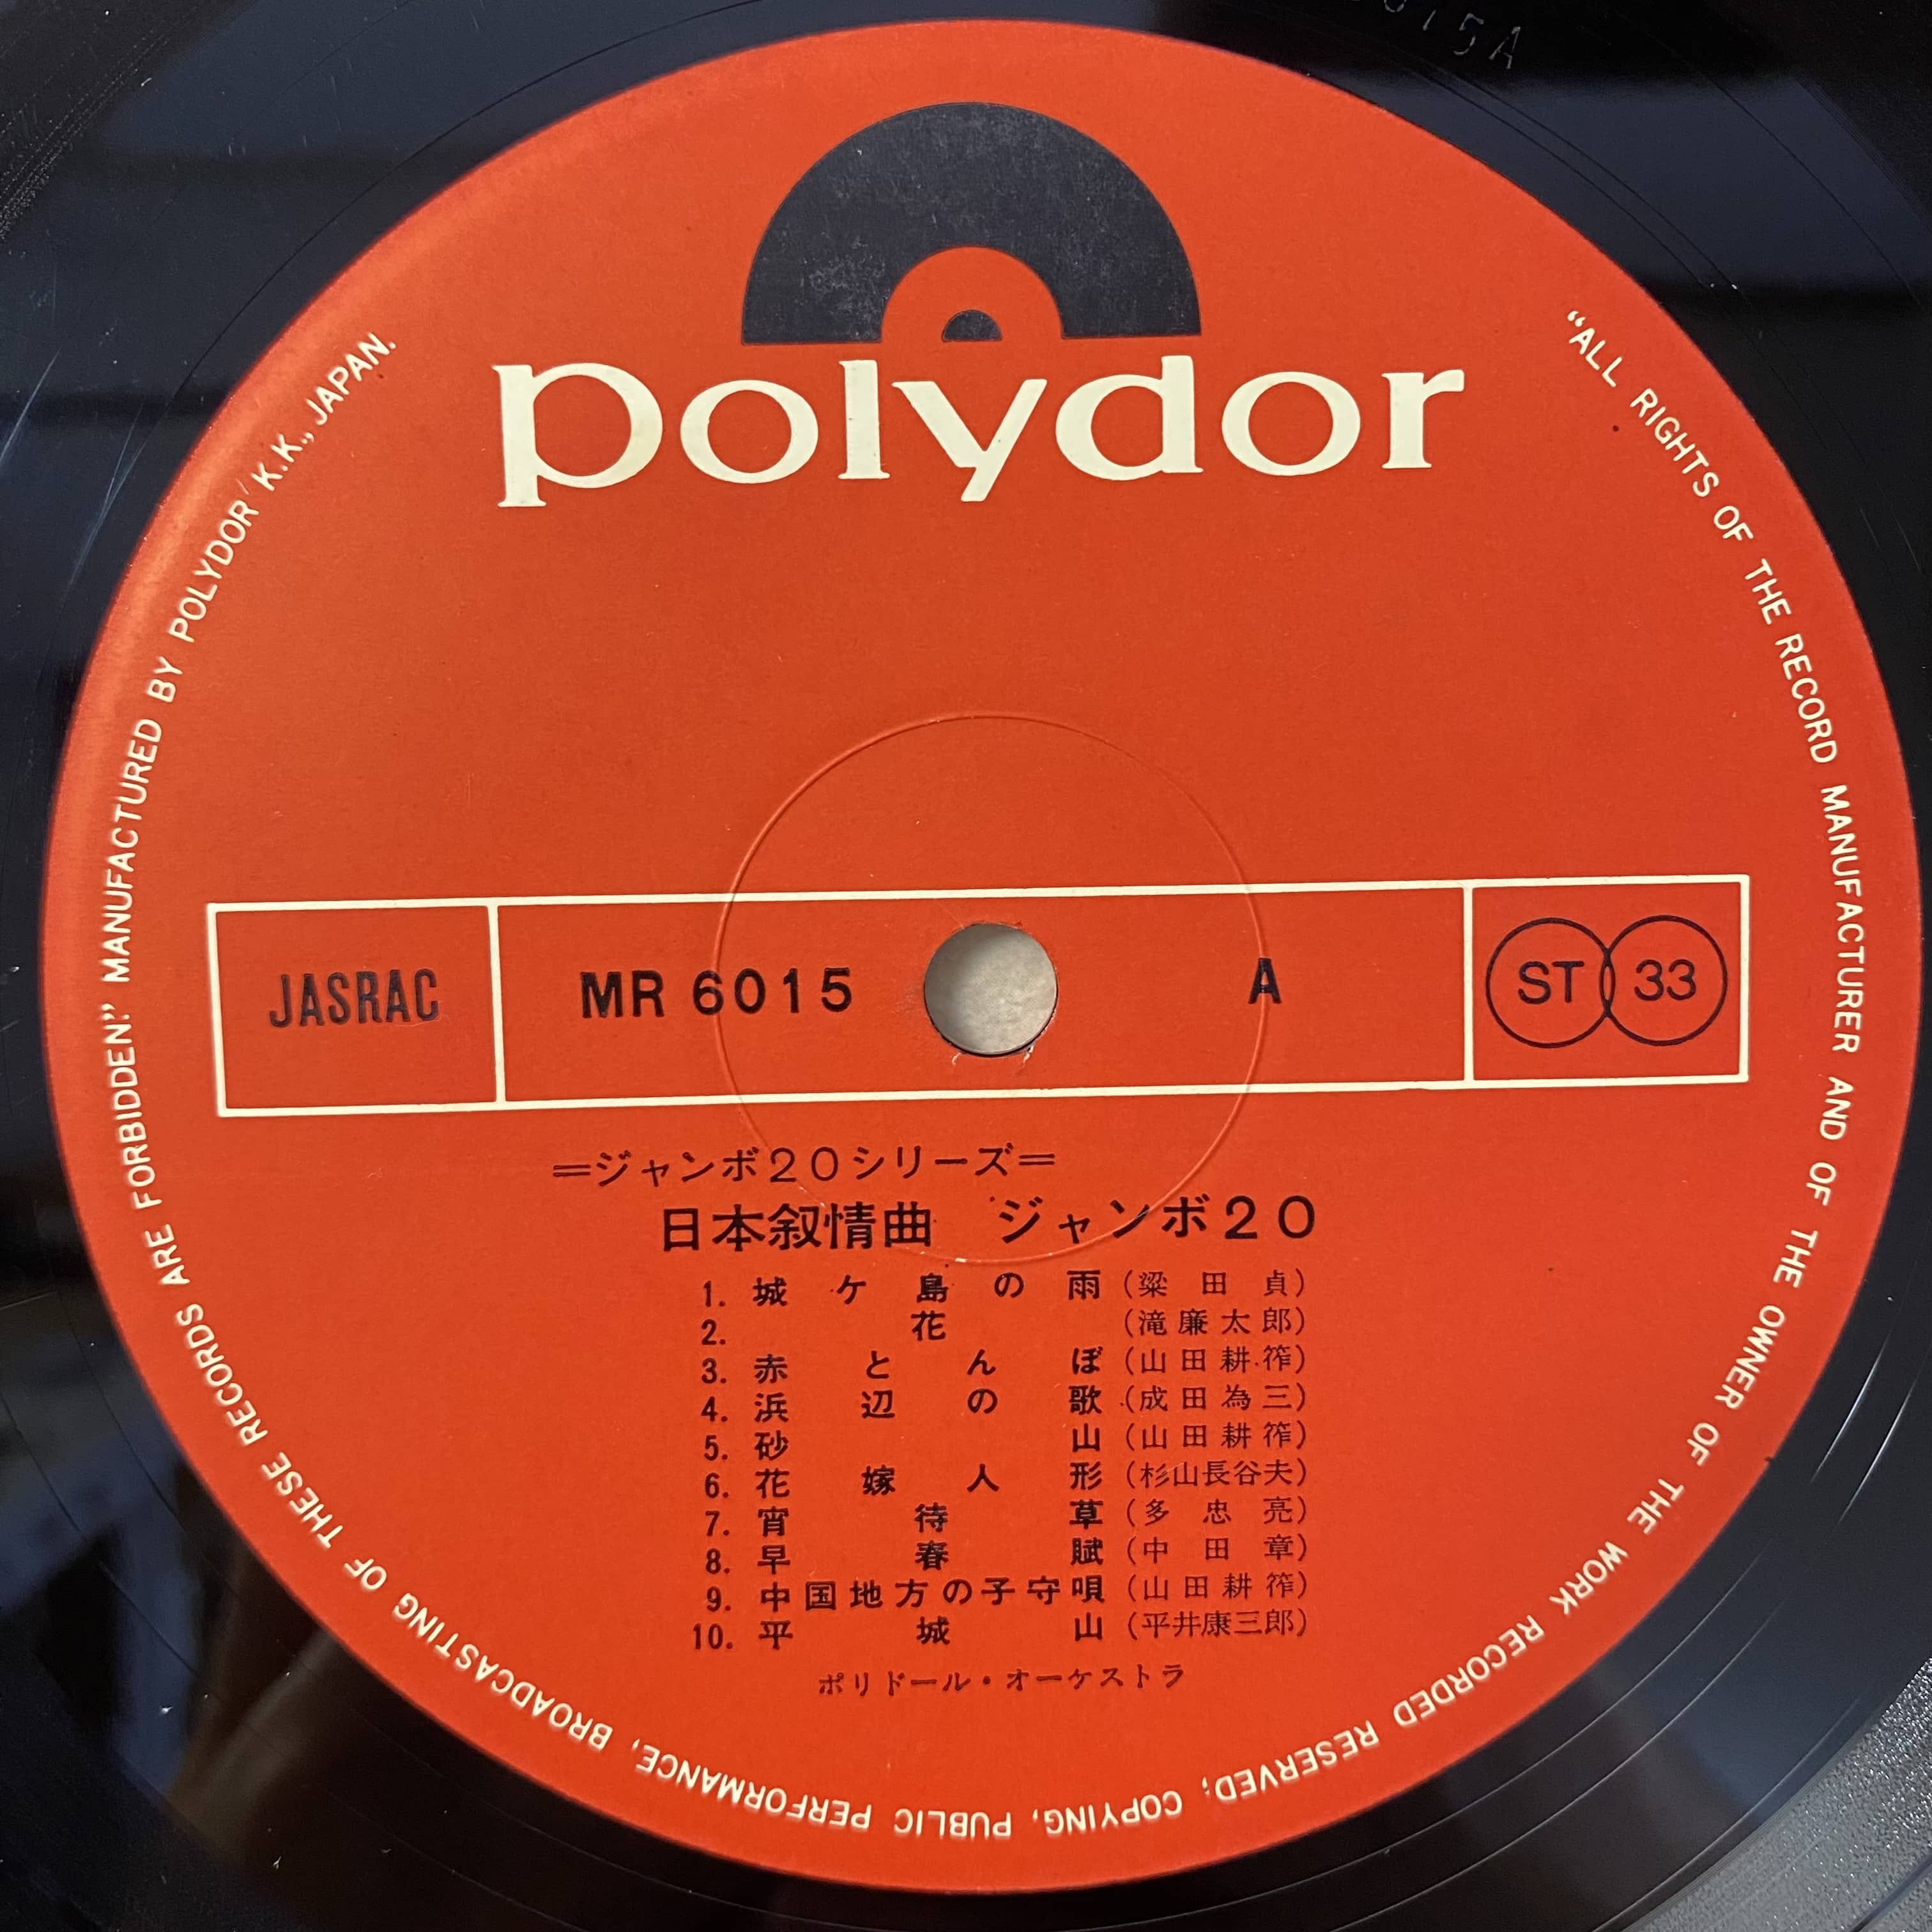 polydor
JASRAC
MR 6015
A
ST 33
=ジャンボ20シリーズ=
日本叙情曲 ジャンボ20
1. 城ケ島の雨 (梁田貞)
2. 花 (滝廉太郎)
3. 赤とんぼ (山田耕筰)
4. 浜辺の歌 (成田為三)
5. 砂山 (山田耕筰)
6. 花嫁人形 (杉山長谷夫)
7. 宵待草 (多忠亮)
8. 早春賦 (中田章)
9. 中国地方の子守唄 (山田耕筰)
10. 平城山 (平井康三郎)
ポリドール・オーケストラ
“ALL RIGHTS OF THE RECORD MANUFACTURER AND OF THE OWNER OF THE WORK RECORDED RESERVED; COPYING, PUBLIC PERFORMANCE, BROADCASTING OF THESE RECORDS ARE FORBIDDEN.” MANUFACTURED BY POLYDOR K.K., JAPAN.